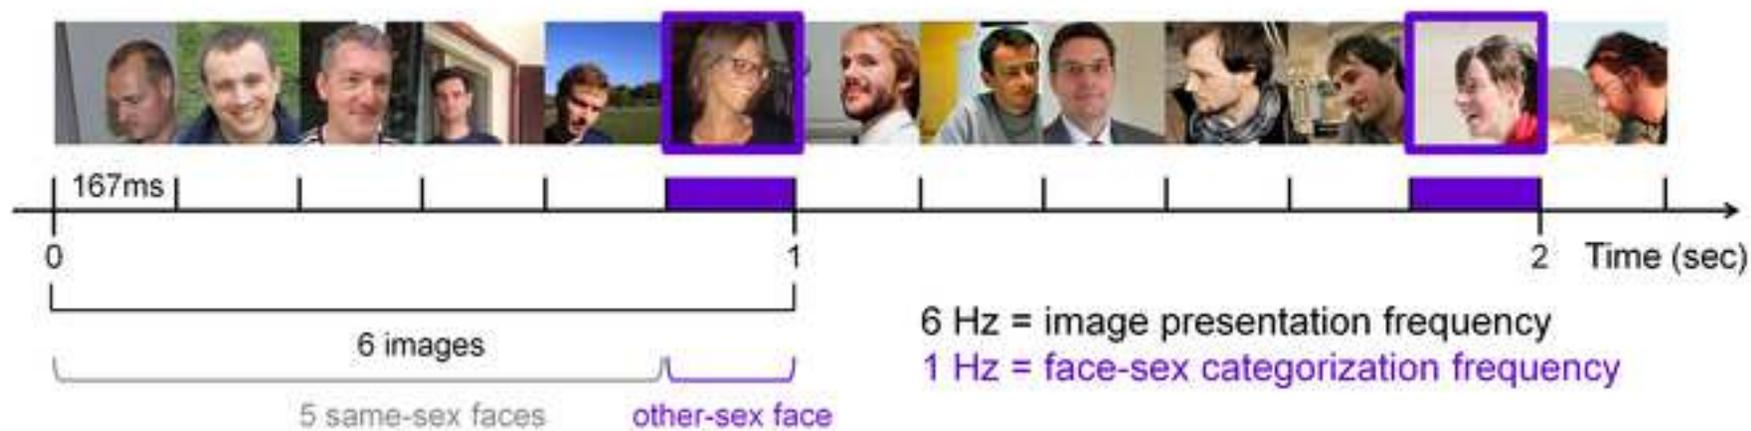 167ms
0 1 2 Time (sec)
6 Hz = image presentation frequency
6 images
1 Hz = face-sex categorization frequency
5 same-sex faces other-sex face